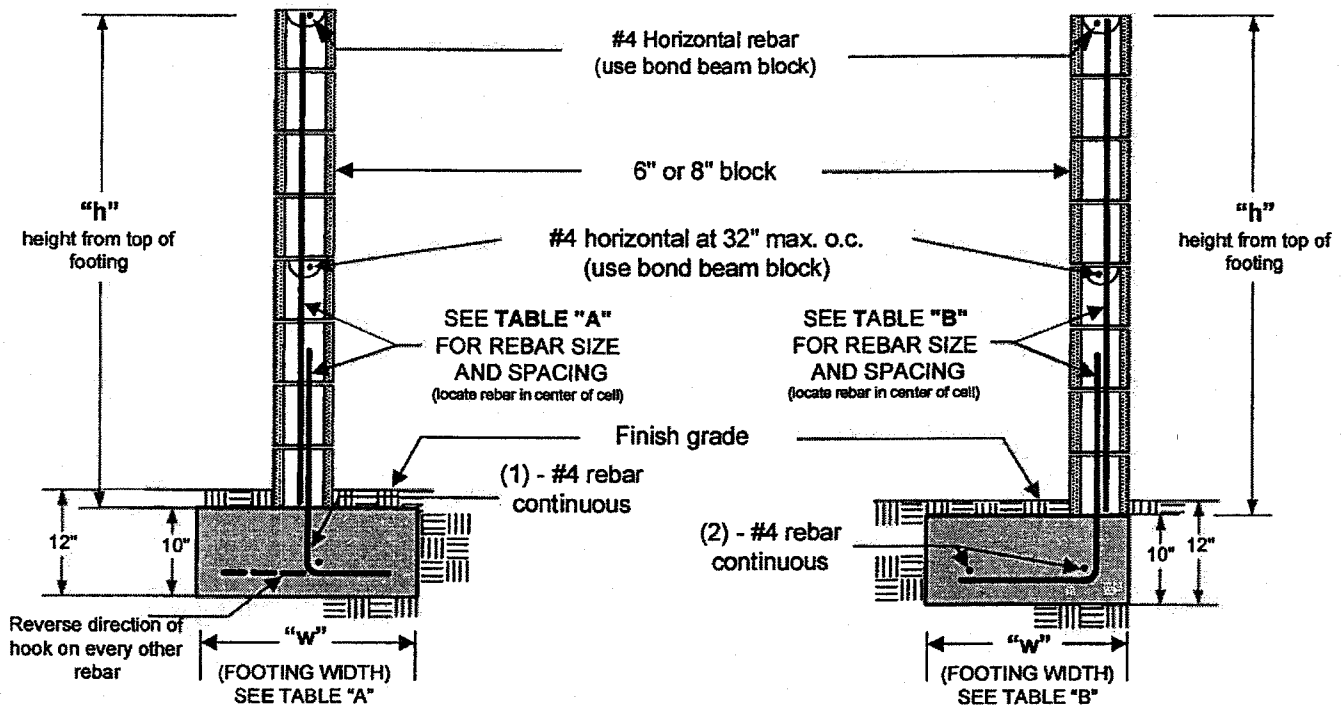 #4 Horizontal rebar
(use bond beam block)
6" or 8" block
“h”
height from top of
footing
“h”
height from top of
footing
#4 horizontal at 32" max. o.c.
(use bond beam block)
SEE TABLE "A"
FOR REBAR SIZE
AND SPACING
(locate rebar in center of cell)
SEE TABLE "B"
FOR REBAR SIZE
AND SPACING
(locate rebar in center of cell)
Finish grade
(1) - #4 rebar
continuous
(2) - #4 rebar
continuous
12"
10"
10"
12"
Reverse direction of
hook on every other
rebar
“w”
(FOOTING WIDTH)
SEE TABLE "A"
“w”
(FOOTING WIDTH)
SEE TABLE "B"